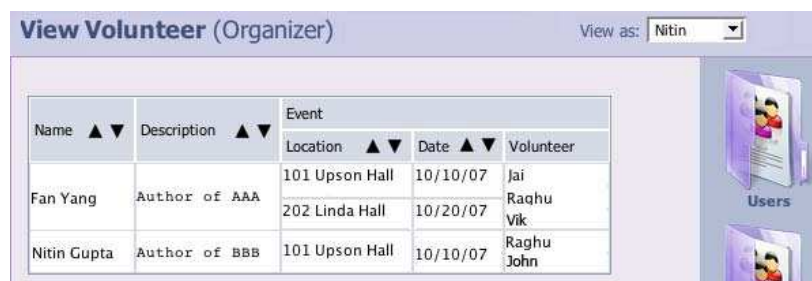 View Volunteer (Organizer)
View as: Nitin
Name ▲ ▼ Description ▲ ▼ Event
Location ▲ ▼ Date ▲ ▼ Volunteer
Fan Yang Author of AAA 101 Upson Hall 10/10/07 Jai
202 Linda Hall 10/20/07 Raghu
Vik
Nitin Gupta Author of BBB 101 Upson Hall 10/10/07 Raghu
John
Users